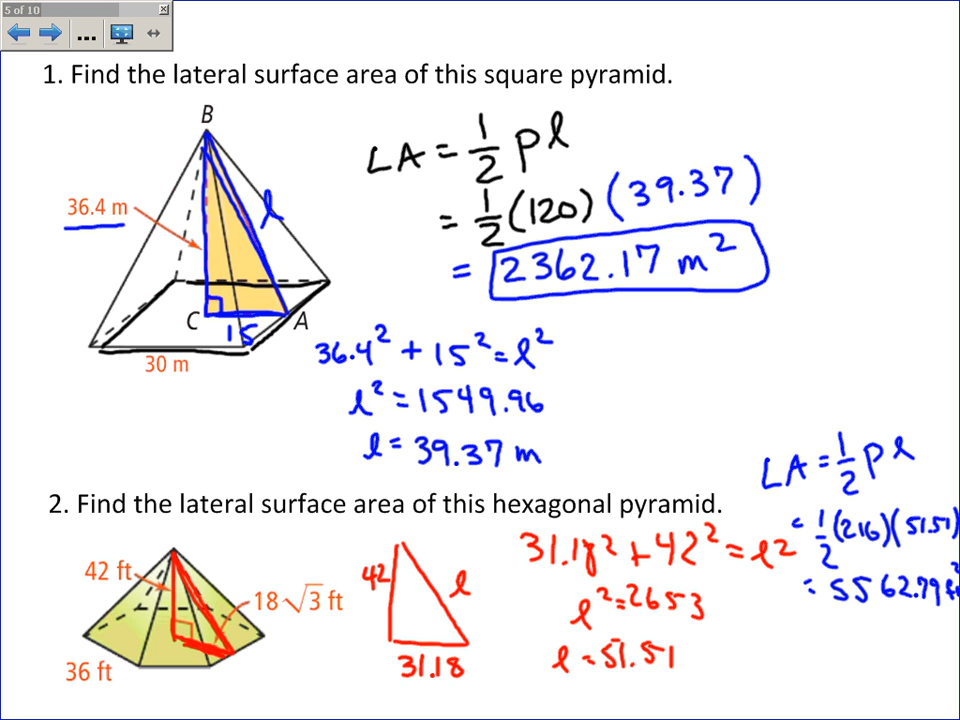 5 of 10
1. Find the lateral surface area of this square pyramid.
B
36.4 m
l
C
A
15
30 m
LA = 1/2 pl
= 1/2 (120) (39.37)
= 2362.17 m²
36.4² + 15² = l²
l² = 1549.96
l = 39.37 m
2. Find the lateral surface area of this hexagonal pyramid.
42 ft
18√3 ft
36 ft
42
l
31.18
31.18² + 42² = l²
l² = 2653
l = 51.51
LA = 1/2 pl
= 1/2 (216)(51.51)
= 5562.79 ft²